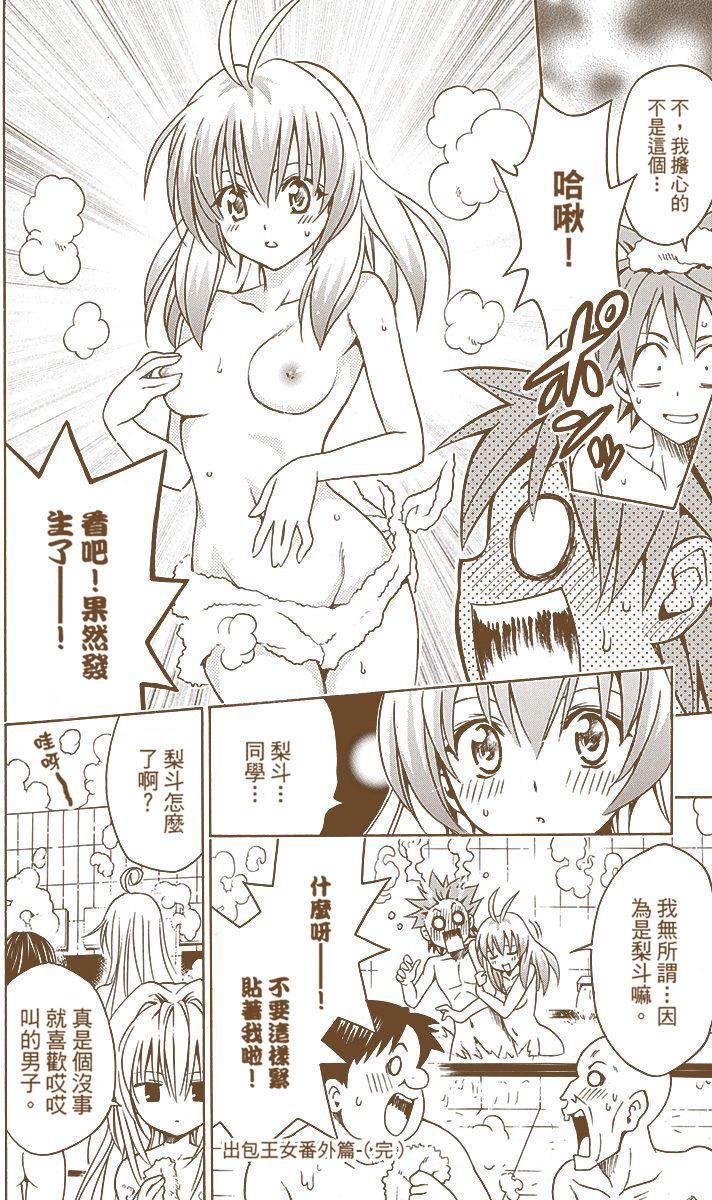 不，我擔心的
不是這個…
哈啾！
ポンッ
看吧！果然發
生了——！
梨斗…
同學…
我無所謂…因
為是梨斗嘛。
什麼呀——！
不要這樣緊
貼著我啦！
哇呀——
梨斗怎麼
了啊？
真是個沒事
就喜歡哎哎
叫的男子。
出包王女番外篇-(完)